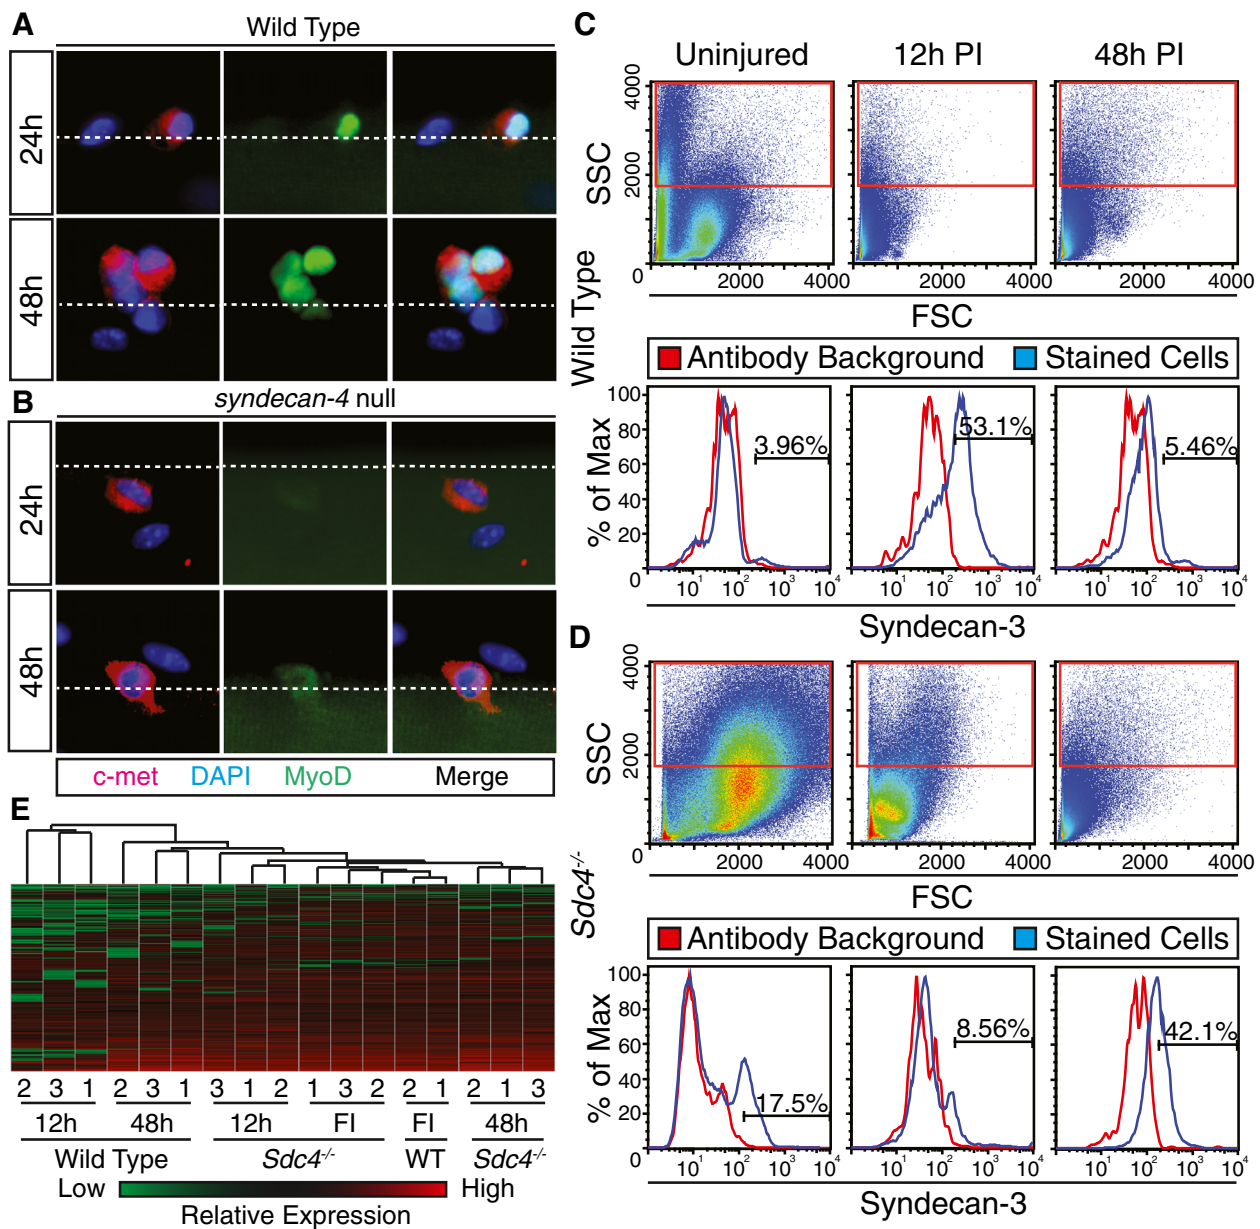 A
Wild Type
24h
48h
B
syndecan-4 null
24h
48h
c-met DAPI MyoD Merge
C
Uninjured 12h PI 48h PI
Wild Type
SSC
4000
2000
0
2000 4000 2000 4000 2000 4000
FSC
Antibody Background Stained Cells
% of Max
100
80
60
40
20
0
3.96% 53.1% 5.46%
10¹ 10² 10³ 10⁴ 10¹ 10² 10³ 10⁴ 10¹ 10² 10³ 10⁴
Syndecan-3
D
Sdc4-/-
SSC
4000
2000
0
2000 4000 2000 4000 2000 4000
FSC
Antibody Background Stained Cells
% of Max
100
80
60
40
20
0
17.5% 8.56% 42.1%
10¹ 10² 10³ 10⁴ 10¹ 10² 10³ 10⁴ 10¹ 10² 10³ 10⁴
Syndecan-3
E
2 3 1 2 3 1 3 1 2 1 3 2 2 1 2 1 3
12h 48h 12h FI FI 48h
Wild Type Sdc4-/- WT Sdc4-/-
Low High
Relative Expression